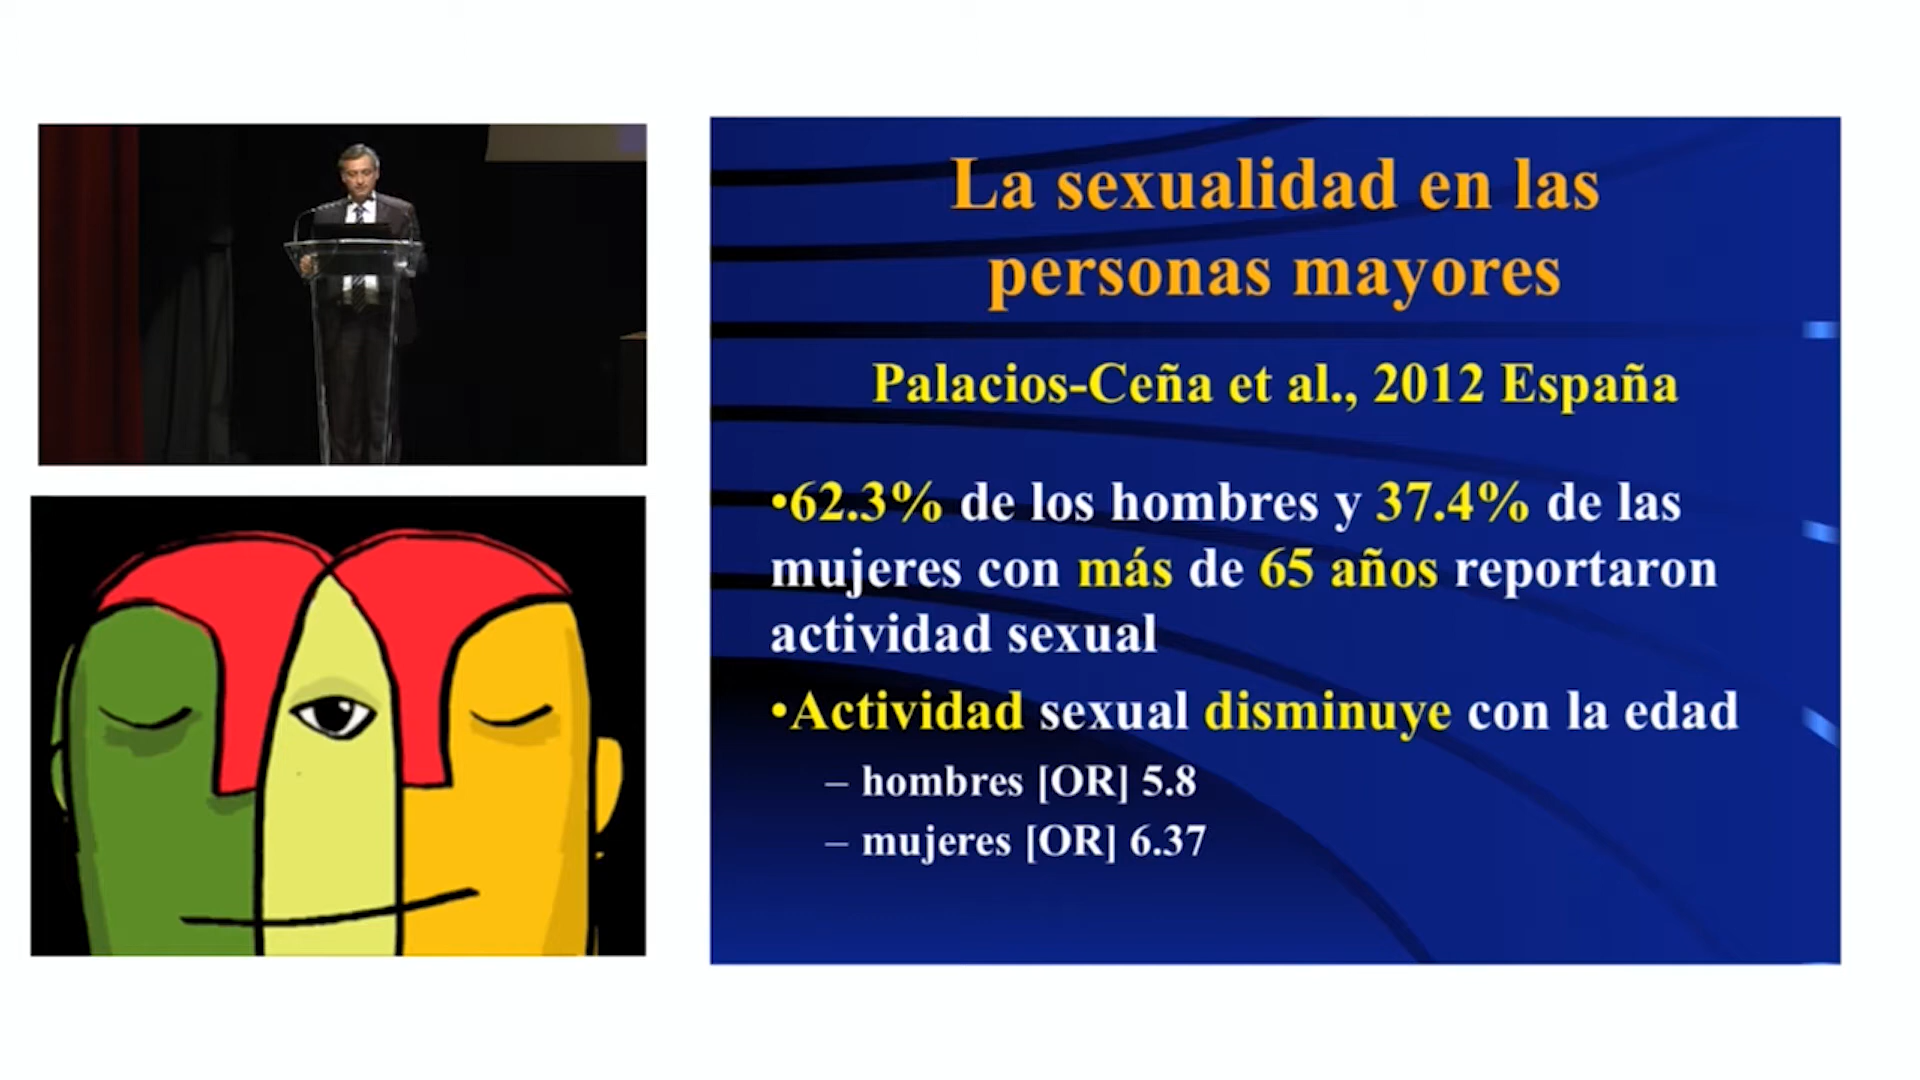 La sexualidad en las
personas mayores
Palacios-Ceña et al., 2012 España
•62.3% de los hombres y 37.4% de las
mujeres con más de 65 años reportaron
actividad sexual
•Actividad sexual disminuye con la edad
– hombres [OR] 5.8
– mujeres [OR] 6.37